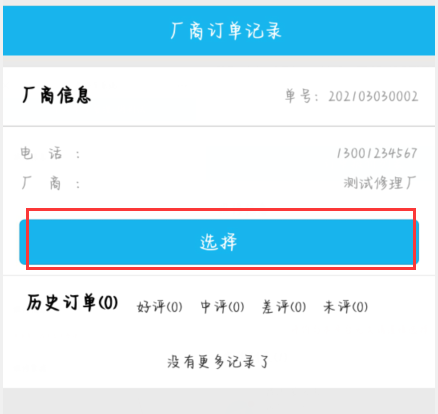 厂商订单记录
厂商信息 单号: 202103030002
电 话 : 13001234567
厂 商 : 测试修理厂
选择
历史订单(0) 好评(0) 中评(0) 差评(0) 未评(0)
没有更多记录了